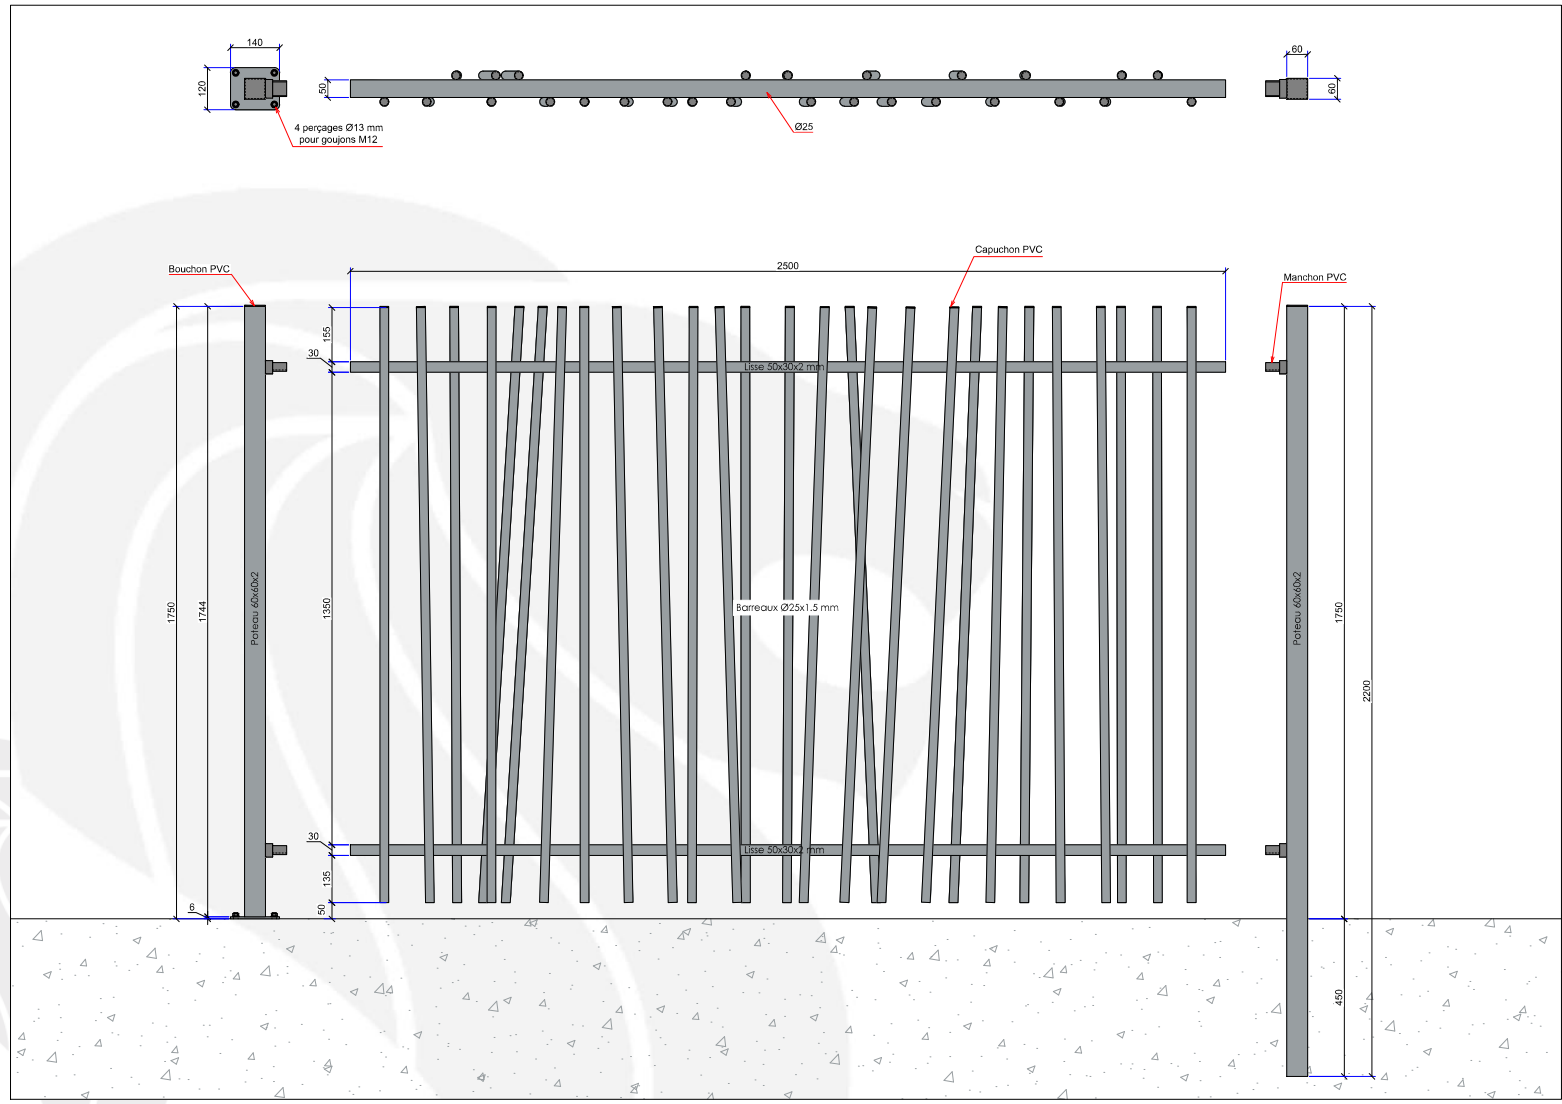 140
120
4 perçages Ø13 mm
pour goujons M12
50
Ø25
60
60
Bouchon PVC
2500
Capuchon PVC
Manchon PVC
155
30
Lisse 50x30x2 mm
1750
1744
Poteau 60x60x2
1350
Barreaux Ø25x1.5 mm
Poteau 60x60x2
1750
2200
30
Lisse 50x30x2 mm
135
50
6
450